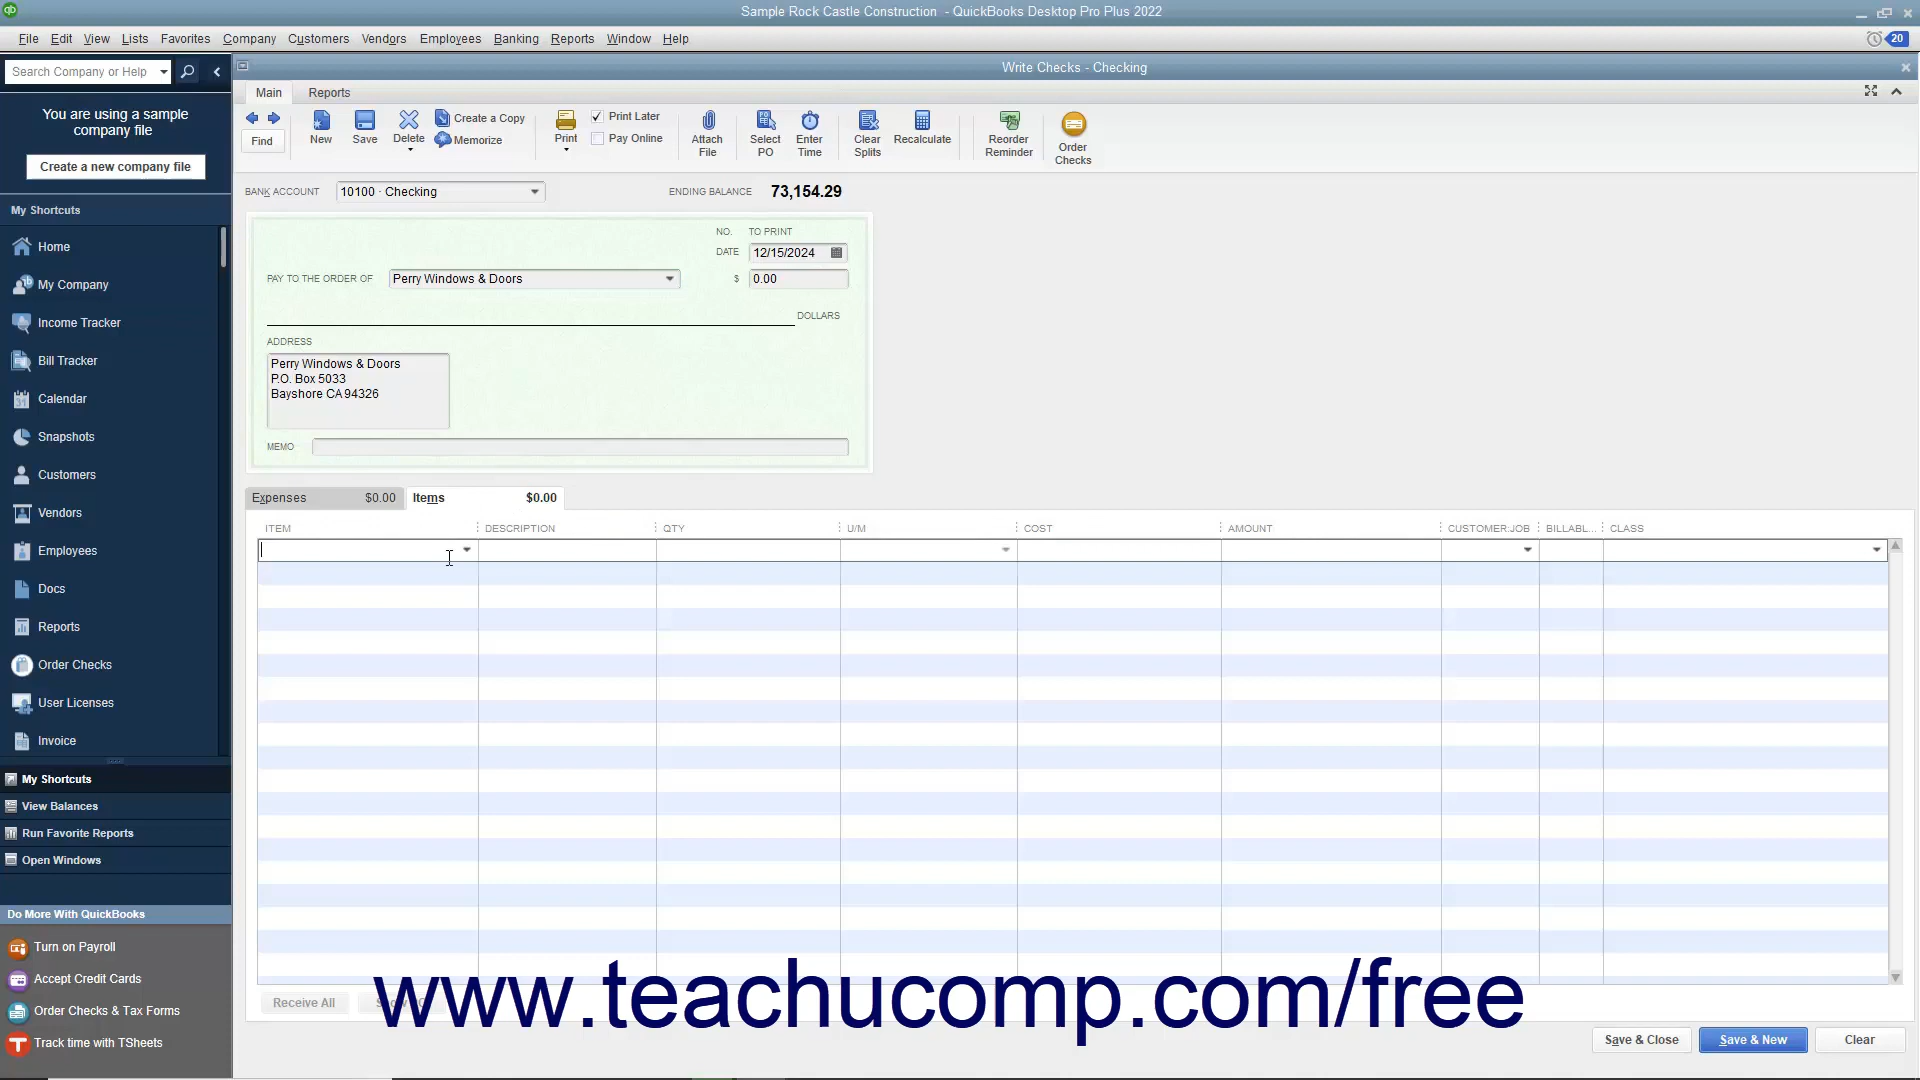 Sample Rock Castle Construction - QuickBooks Desktop Pro Plus 2022
File Edit View Lists Favorites Company Customers Vendors Employees Banking Reports Window Help
20
Search Company or Help
Write Checks - Checking
You are using a sample
company file
Create a new company file
My Shortcuts
Home
My Company
Income Tracker
Bill Tracker
Calendar
Snapshots
Customers
Vendors
Employees
Docs
Reports
Order Checks
User Licenses
Invoice
My Shortcuts
View Balances
Run Favorite Reports
Open Windows
Do More With QuickBooks
Turn on Payroll
Accept Credit Cards
Order Checks & Tax Forms
Track time with TSheets
Main Reports
Find
New
Save
Delete
Create a Copy
Memorize
Print
Print Later
Pay Online
Attach
File
Select
PO
Enter
Time
Clear
Splits
Recalculate
Reorder
Reminder
Order
Checks
BANK ACCOUNT 10100 · Checking ENDING BALANCE 73,154.29
NO. TO PRINT
DATE 12/15/2024
PAY TO THE ORDER OF Perry Windows & Doors $ 0.00
DOLLARS
ADDRESS
Perry Windows & Doors
P.O. Box 5033
Bayshore CA 94326
MEMO
Expenses $0.00 Items $0.00
ITEM DESCRIPTION QTY U/M COST AMOUNT CUSTOMER:JOB BILLABL... CLASS
Receive All
www.teachucomp.com/free
Save & Close Save & New Clear